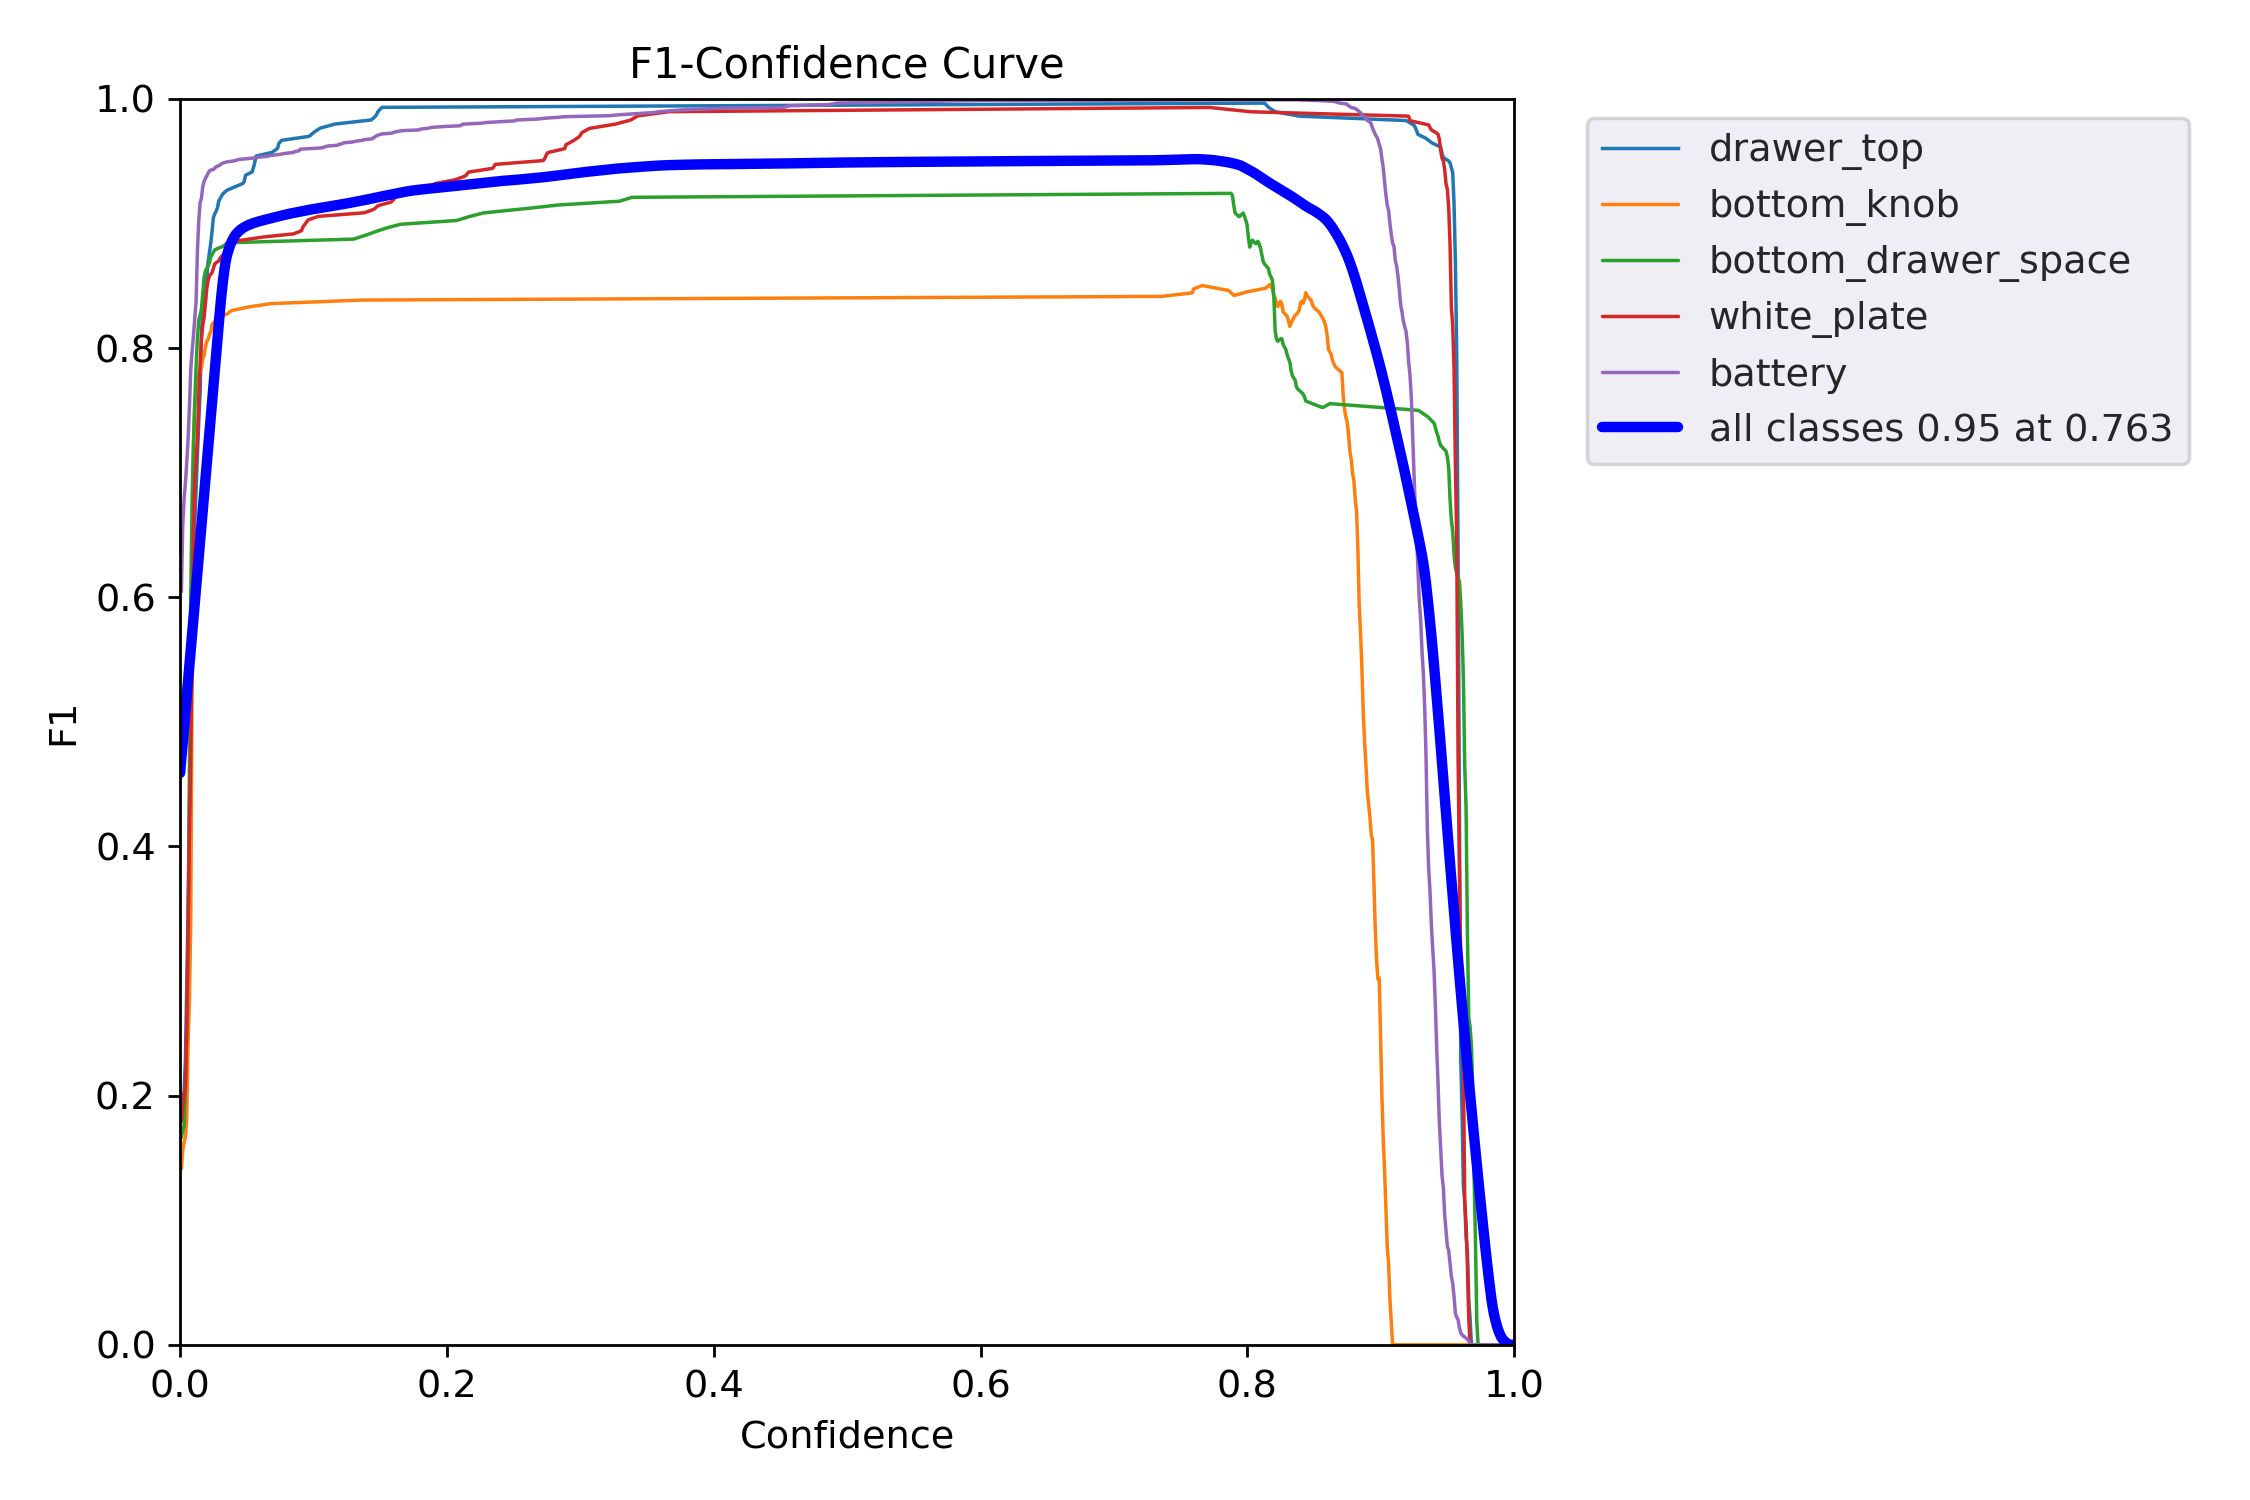 F1-Confidence Curve
1.0
0.8
0.6
0.4
0.2
0.0
F1
0.0 0.2 0.4 0.6 0.8 1.0
Confidence
drawer_top
bottom_knob
bottom_drawer_space
white_plate
battery
all classes 0.95 at 0.763